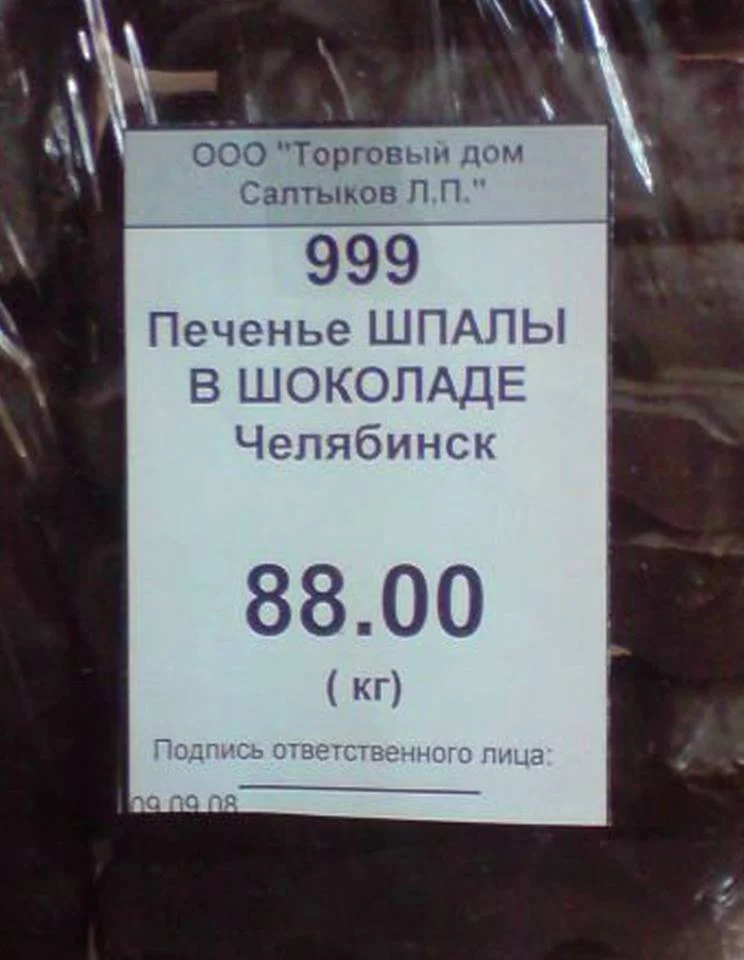 ООО "Торговый дом
Салтыков Л.П."
999
Печенье ШПАЛЫ
В ШОКОЛАДЕ
Челябинск
88.00
( кг)
Подпись ответственного лица:
09.09.08